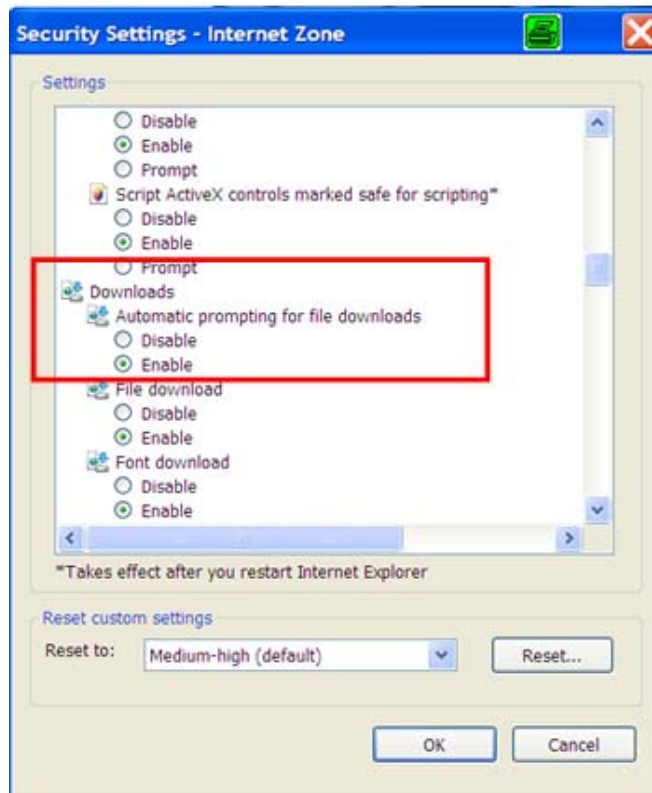 Security Settings - Internet Zone
Settings
Disable
Enable
Prompt
Script ActiveX controls marked safe for scripting*
Disable
Enable
Prompt
Downloads
Automatic prompting for file downloads
Disable
Enable
File download
Disable
Enable
Font download
Disable
Enable
*Takes effect after you restart Internet Explorer
Reset custom settings
Reset to: Medium-high (default) Reset...
OK Cancel